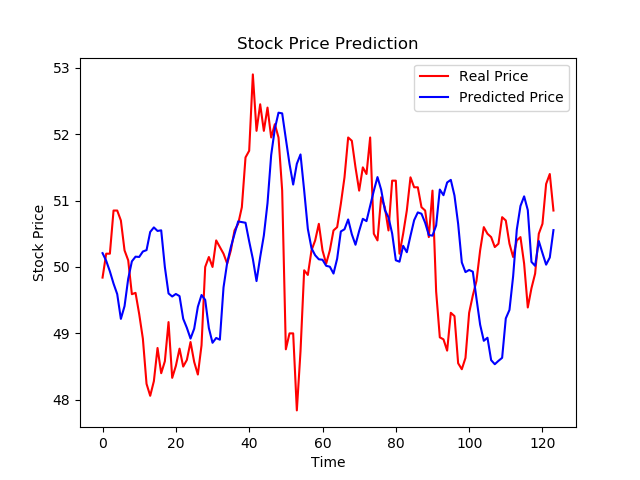 Stock Price Prediction
Real Price
Predicted Price
Stock Price
53
52
51
50
49
48
0 20 40 60 80 100 120
Time